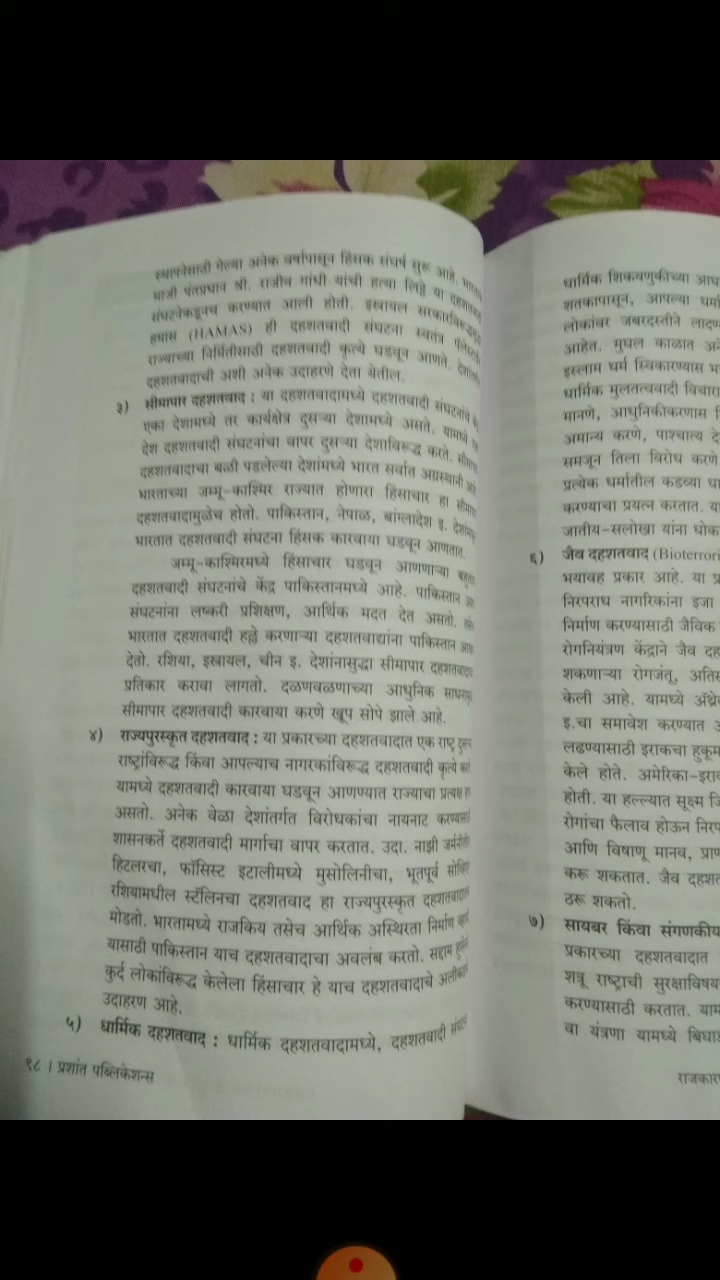 स्थापनेसाठी गेल्या अनेक वर्षापासून हिंसक संघर्ष सुरू आहे.
माजी पंतप्रधान श्री. राजीव गांधी यांची हत्या लिट्टे या
संघटनेकडूनच करण्यात आली होती. इस्त्रायल
हमास (HAMAS) ही दहशतवादी संघटना स्वतंत्र
राज्याच्या निर्मितीसाठी दहशतवादी कृत्ये घडवून आणते.
दहशतवादाची अशी अनेक उदाहरणे देता येतील.
३) सीमापार दहशतवाद : या दहशतवादामध्ये दहशतवादी संघटनांचे
एका देशामध्ये तर कार्यक्षेत्र दुसऱ्या देशामध्ये असते. यामध्ये
देश दहशतवादी संघटनांचा वापर दुसऱ्या देशाविरूद्ध करते.
दहशतवादाचा बळी पडलेल्या देशांमध्ये भारत सर्वात अग्रस्थानी
भारताच्या जम्मू-काश्मिर राज्यात होणारा हिंसाचार हा
दहशतवादामुळेच होतो. पाकिस्तान, नेपाळ, बांग्लादेश इ.
भारतात दहशतवादी संघटना हिंसक कारवाया घडवून आणतात.
जम्मू-काश्मिरमध्ये हिंसाचार घडवून आणणाऱ्या
दहशतवादी संघटनांचे केंद्र पाकिस्तानमध्ये आहे. पाकिस्तान
संघटनांना लष्करी प्रशिक्षण, आर्थिक मदत देत असतो.
भारतात दहशतवादी हल्ले करणाऱ्या दहशतवाद्यांना पाकिस्तान
देतो. रशिया, इस्त्रायल, चीन इ. देशांनासुद्धा सीमापार
प्रतिकार करावा लागतो. दळणवळणाच्या आधुनिक
सीमापार दहशतवादी कारवाया करणे खूप सोपे झाले आहे.
४) राज्यपुरस्कृत दहशतवाद : या प्रकारच्या दहशतवादात एक राष्ट्र
राष्ट्रांविरूद्ध किंवा आपल्याच नागरकांविरूद्ध दहशतवादी कृत्ये
यामध्ये दहशतवादी कारवाया घडवून आणण्यात राज्याचा प्रत्यक्ष
असतो. अनेक वेळा देशांतर्गत विरोधकांचा नायनाट
शासनकर्ते दहशतवादी मार्गाचा वापर करतात. उदा. नाझी
हिटलरचा, फॉसिस्ट इटालीमध्ये मुसोलिनीचा, भूतपूर्व
रशियामधील स्टॅलिनचा दहशतवाद हा राज्यपुरस्कृत
मोडतो. भारतामध्ये राजकिय तसेच आर्थिक अस्थिरता निर्माण
यासाठी पाकिस्तान याच दहशतवादाचा अवलंब करतो. सद्दाम
कुर्द लोकांविरूद्ध केलेला हिंसाचार हे याच दहशतवादाचे
उदाहरण आहे.
५) धार्मिक दहशतवाद : धार्मिक दहशतवादामध्ये, दहशतवादी
९८ । प्रशांत पब्लिकेशन्स
धार्मिक शिकवणुकीच्या
शतकापासून, आपल्या
लोकांवर जबरदस्तीने
आहेत. मुघल काळात
इस्लाम धर्म स्विकारण्यास
धार्मिक मुलतत्ववादी
मानणे, आधुनिकीकरणास
अमान्य करणे, पाश्चात्य
समजून तिला विरोध करणे
प्रत्येक धर्मातील कडव्या
करण्याचा प्रयत्न करतात.
जातीय-सलोखा यांना
६) जैव दहशतवाद
भयावह प्रकार आहे. या
निरपराध नागरिकांना इजा
निर्माण करण्यासाठी जैविक
रोगनियंत्रण केंद्राने जैव
शकणाऱ्या रोगजंतू,
केली आहे. यामध्ये
इ.चा समावेश करण्यात
लढण्यासाठी इराकचा
केले होते.
होती. या हल्ल्यात सूक्ष्म
रोगांचा फैलाव होऊन
आणि विषाणू मानव,
करू शकतात. जैव
ठरू शकतो.
७) सायबर किंवा संगणकीय
प्रकारच्या दहशतवादात
शत्रू राष्ट्राची
करण्यासाठी करतात.
वा यंत्रणा यामध्ये